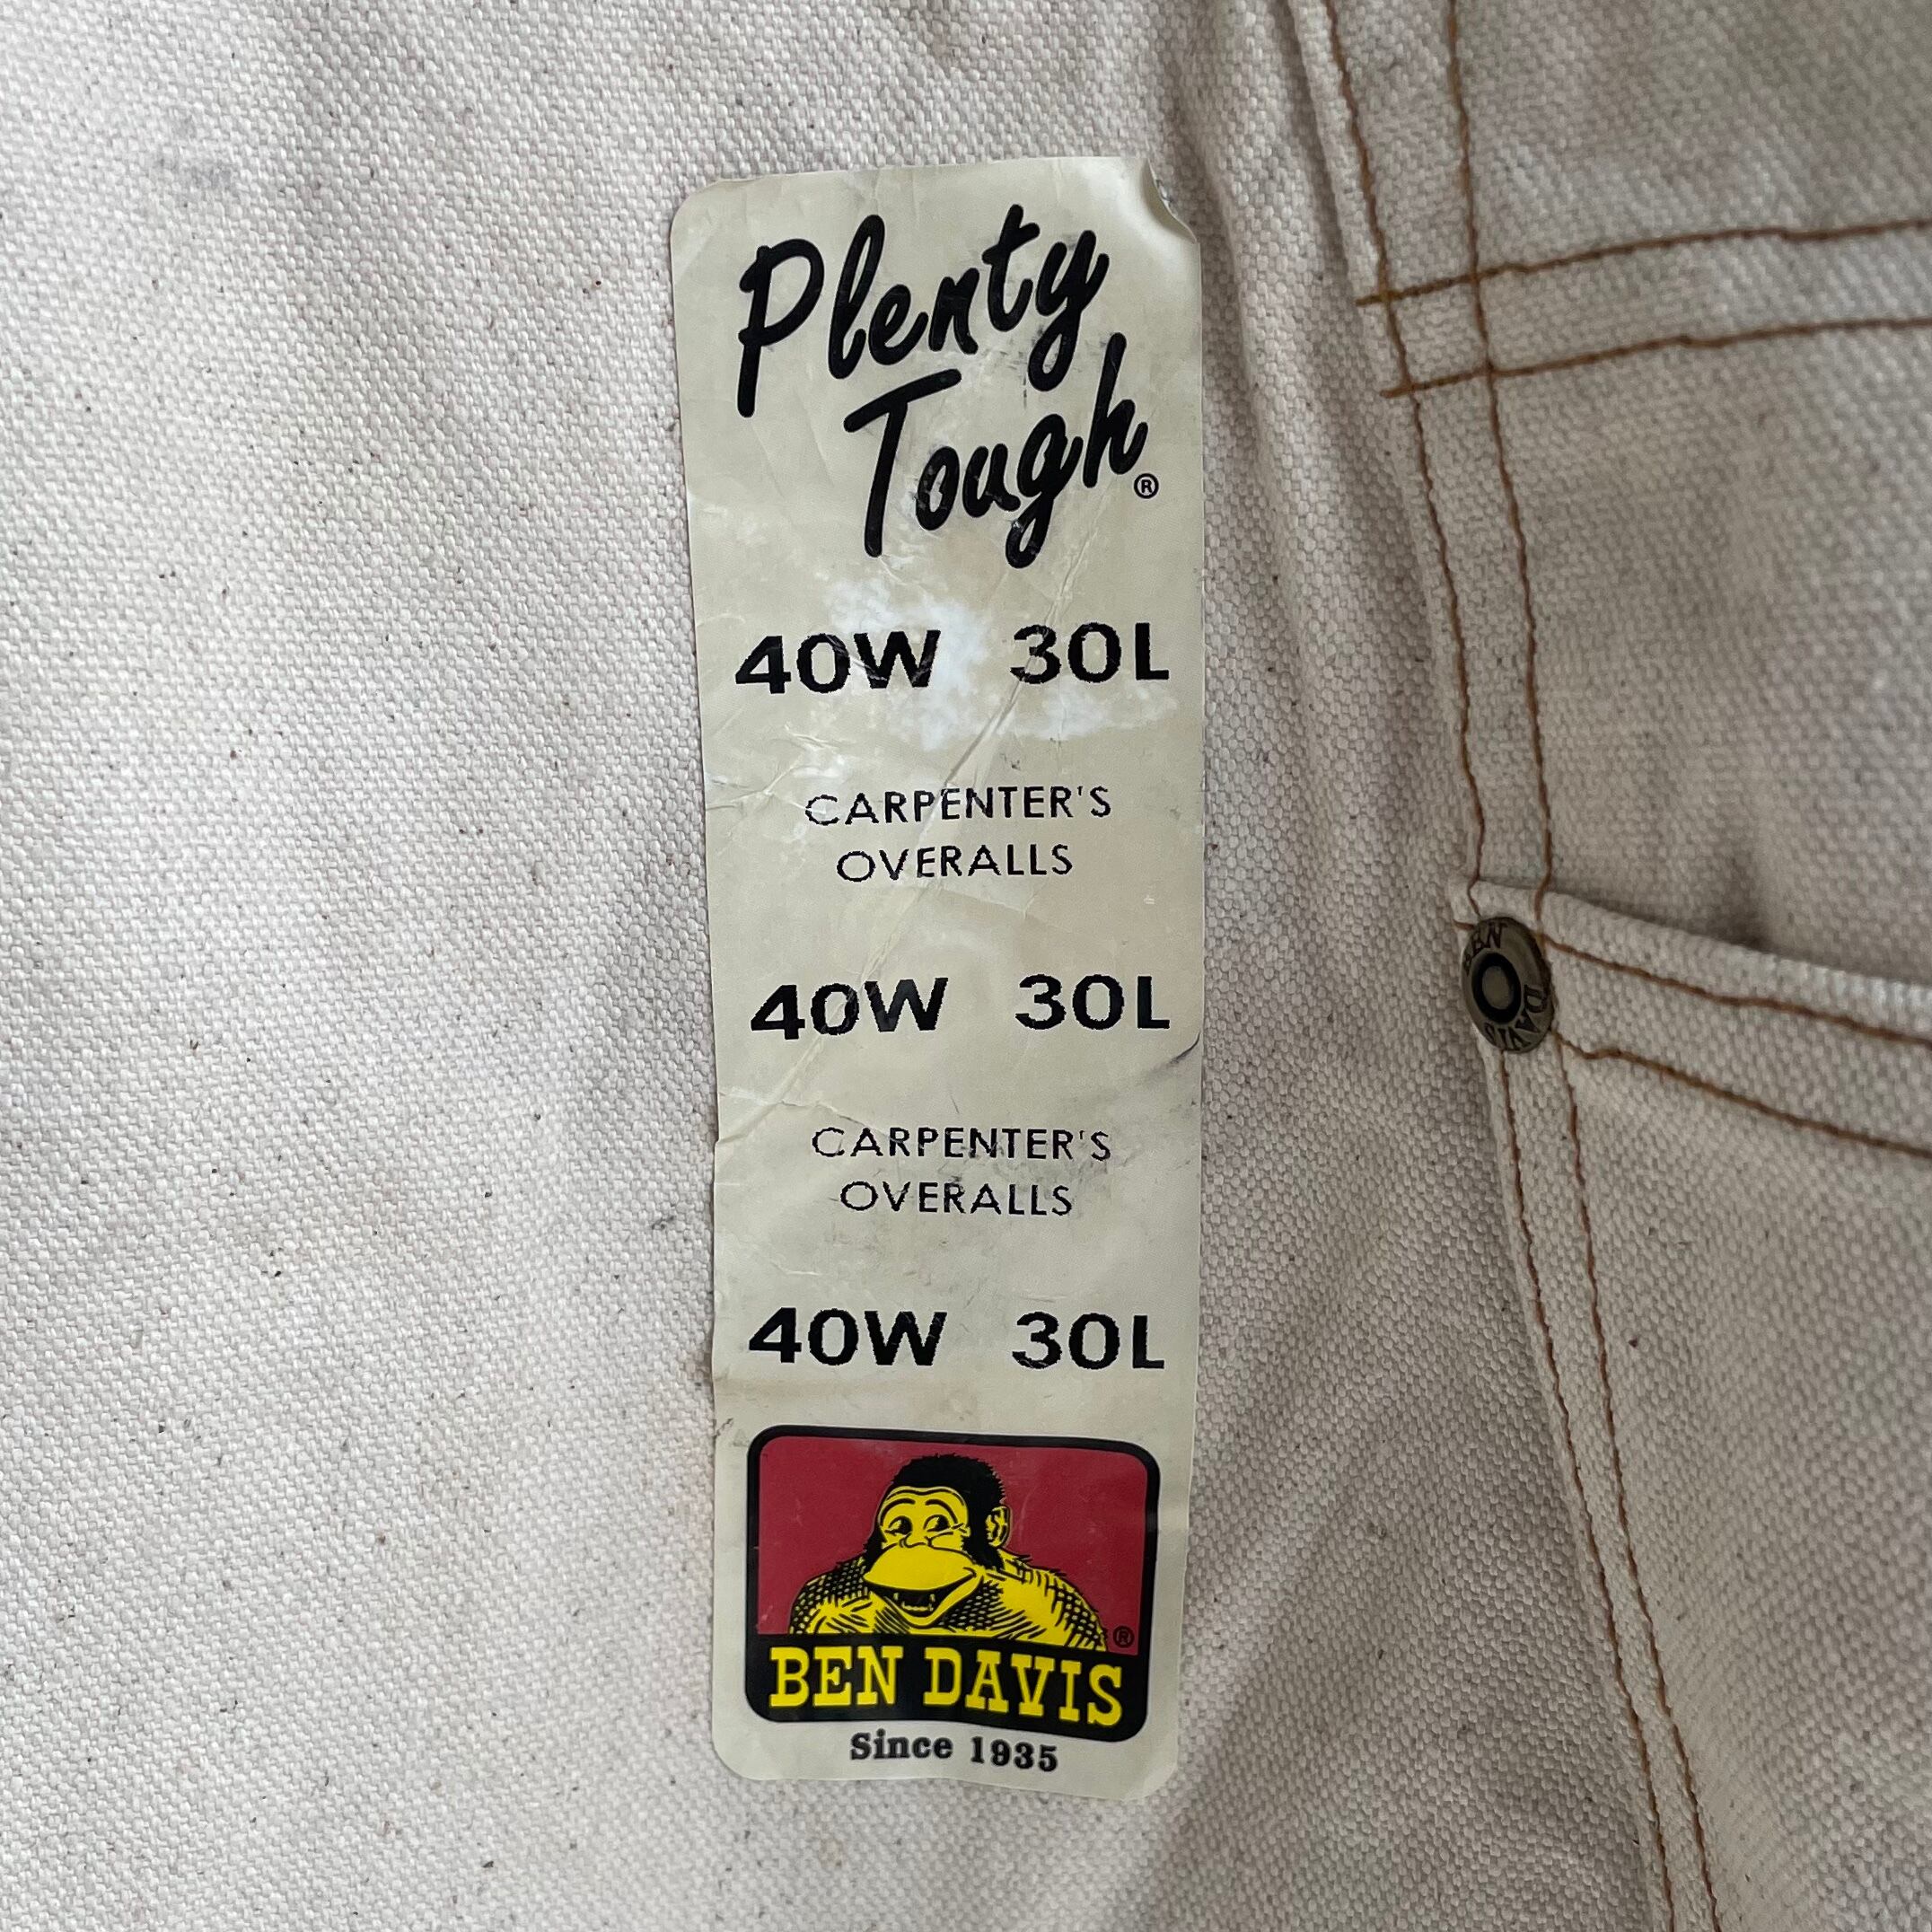 Plenty
Tough®
40W 30L
CARPENTER'S
OVERALLS
40W 30L
CARPENTER'S
OVERALLS
40W 30L
®
BEN DAVIS
Since 1935
BEN DAVIS